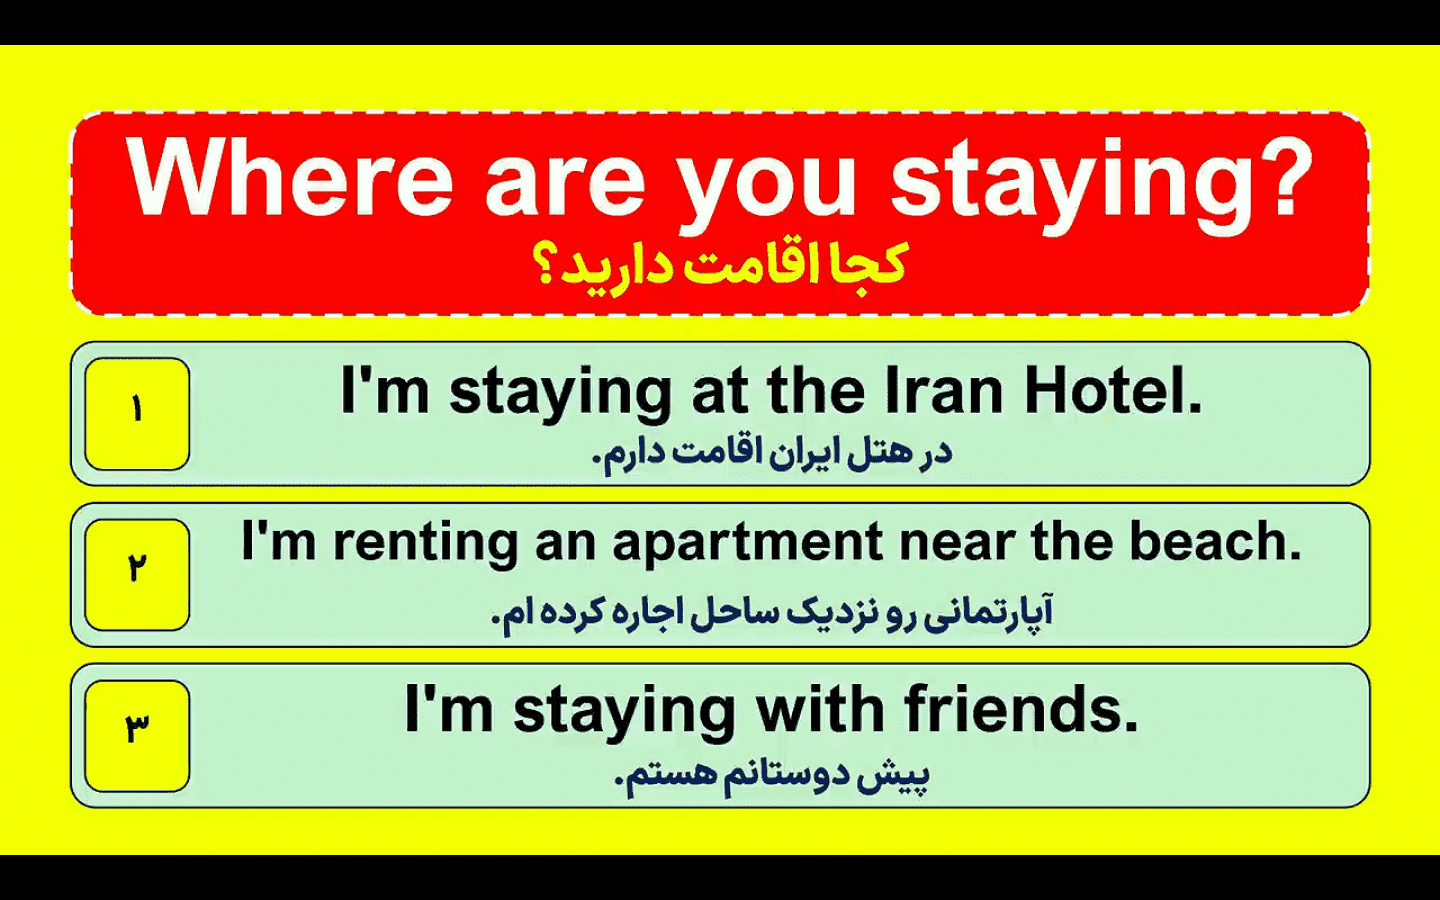 Where are you staying?
کجا اقامت دارید؟
۱
I'm staying at the Iran Hotel.
در هتل ایران اقامت دارم.
۲
I'm renting an apartment near the beach.
آپارتمانی رو نزدیک ساحل اجاره کرده ام.
۳
I'm staying with friends.
پیش دوستانم هستم.